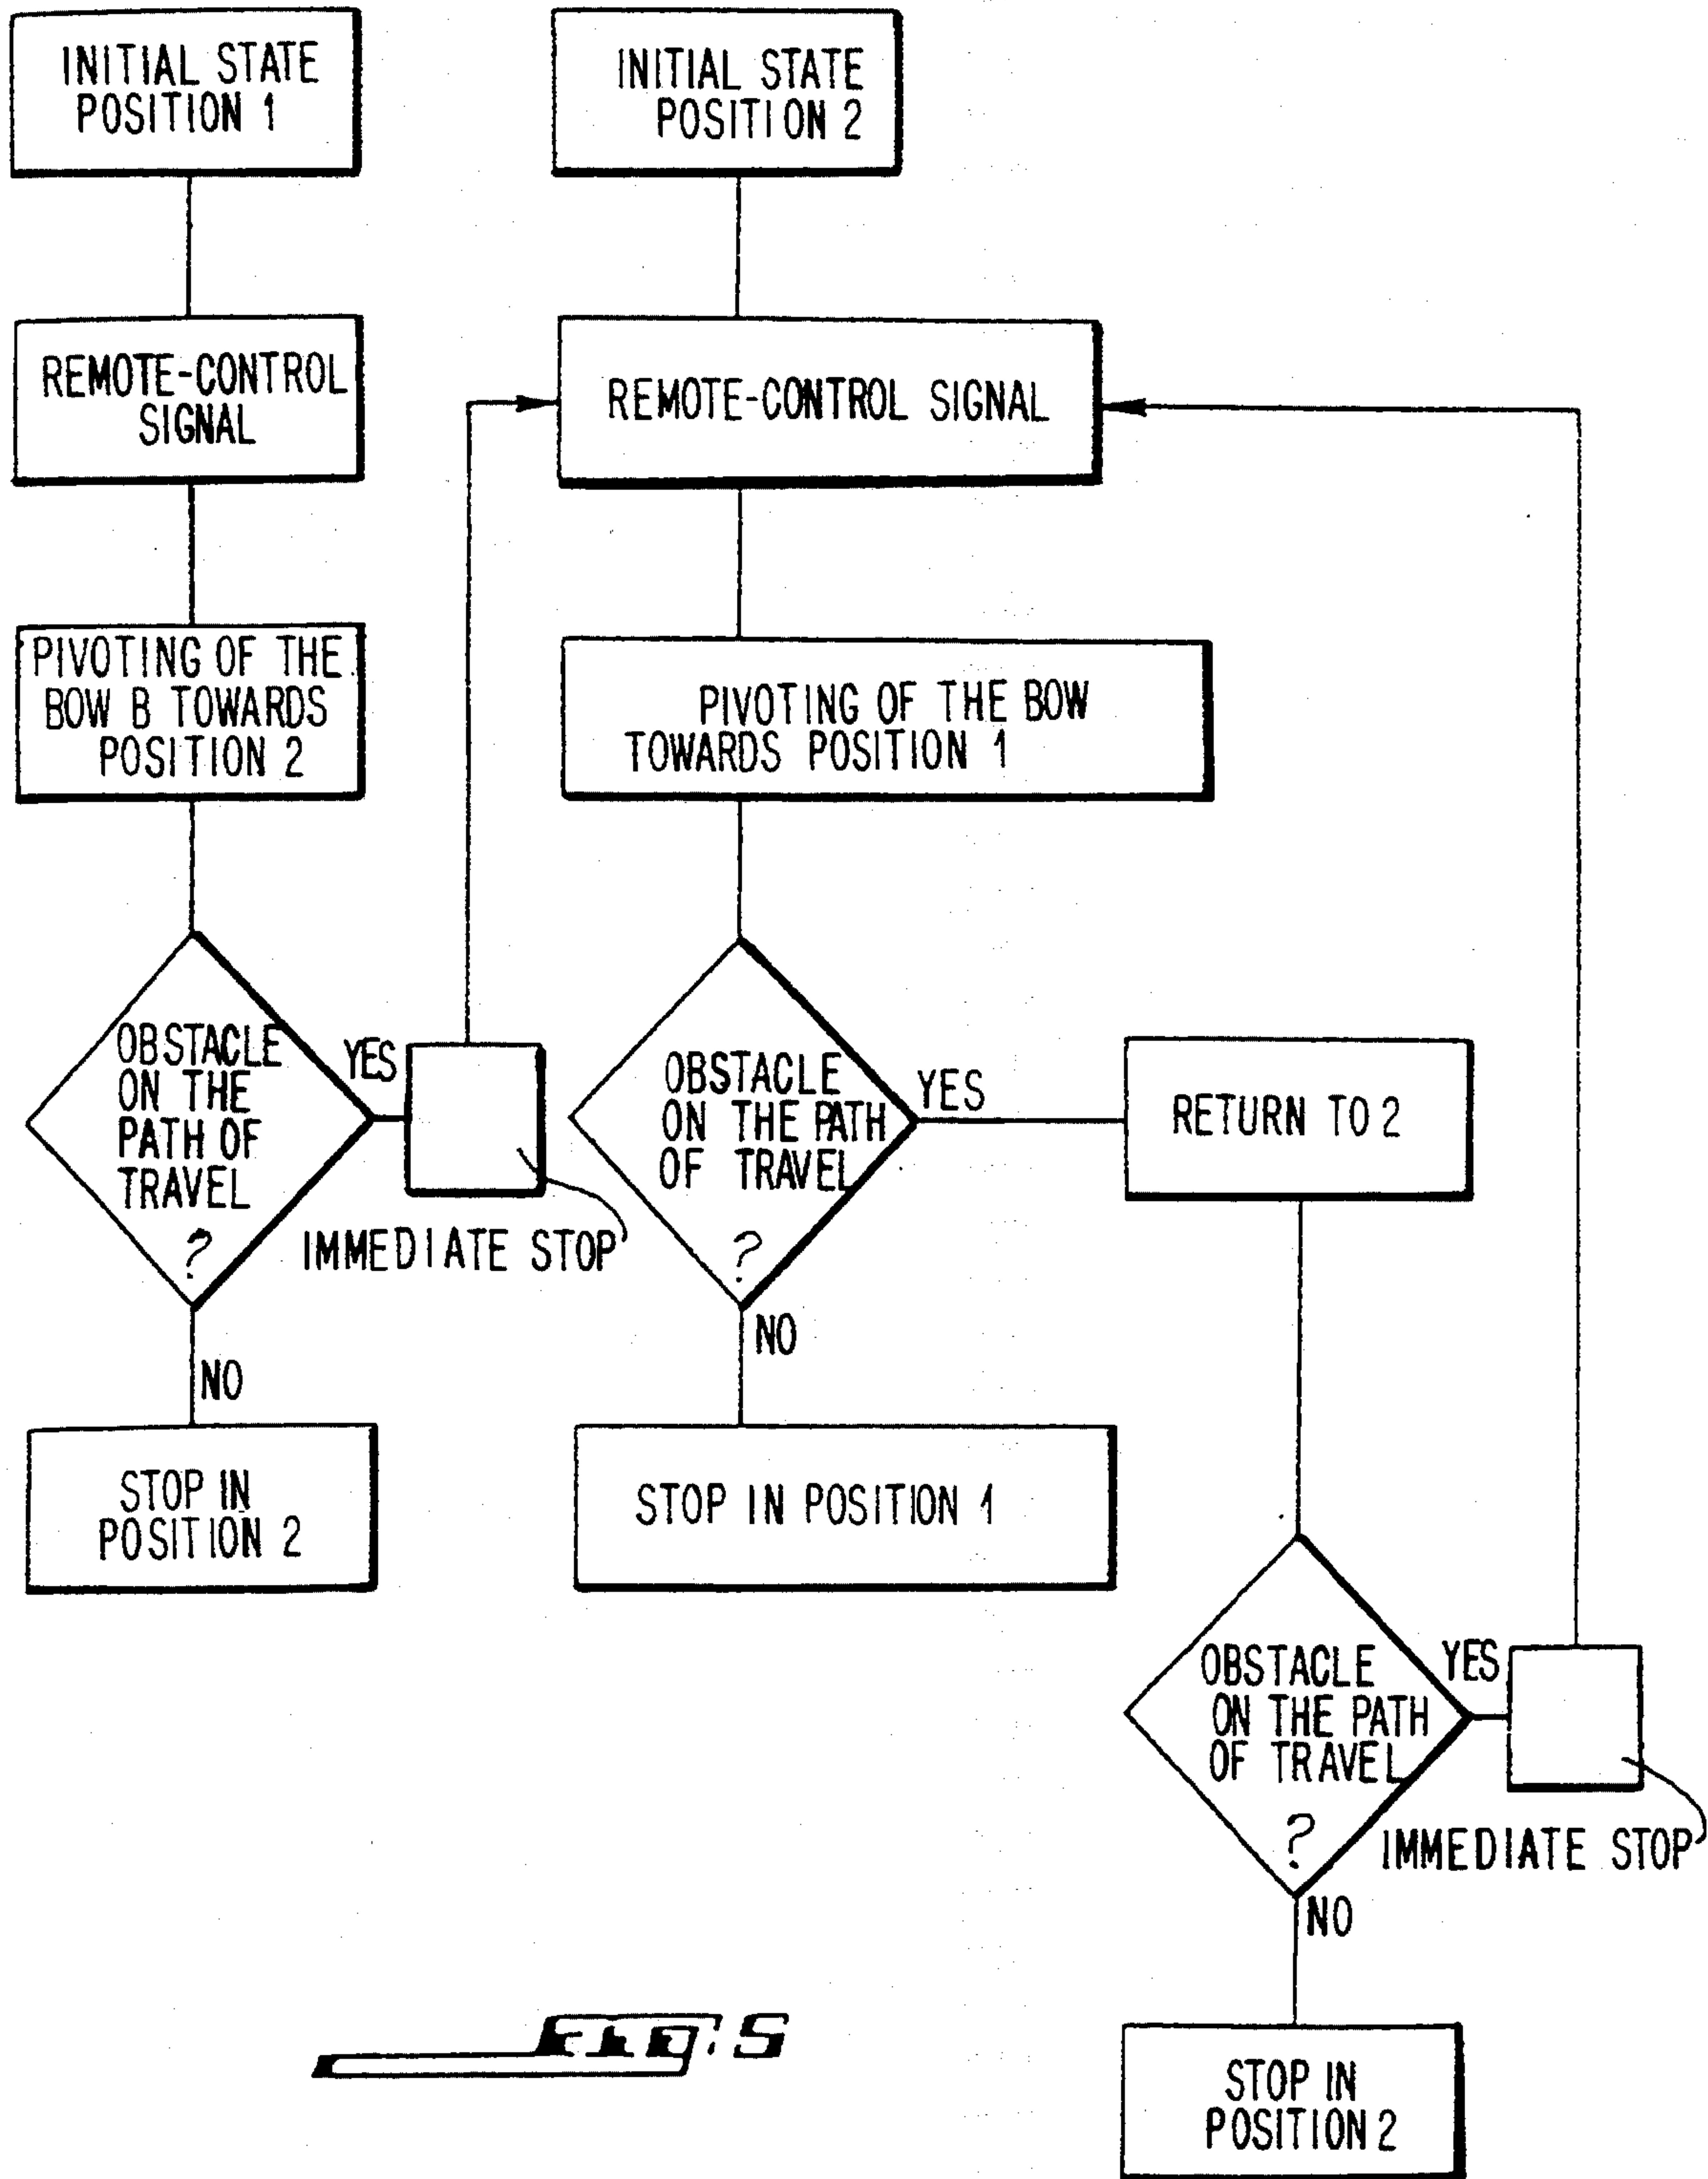 INITIAL STATE
POSITION 1
INITIAL STATE
POSITION 2
REMOTE-CONTROL
SIGNAL
REMOTE-CONTROL SIGNAL
PIVOTING OF THE
BOW B TOWARDS
POSITION 2
PIVOTING OF THE BOW
TOWARDS POSITION 1
OBSTACLE
ON THE
PATH OF
TRAVEL
?
YES
IMMEDIATE STOP
NO
STOP IN
POSITION 2
OBSTACLE
ON THE PATH
OF TRAVEL
?
YES
NO
STOP IN POSITION 1
RETURN TO 2
OBSTACLE
ON THE PATH
OF TRAVEL
?
YES
IMMEDIATE STOP
NO
STOP IN
POSITION 2
FIG. 5